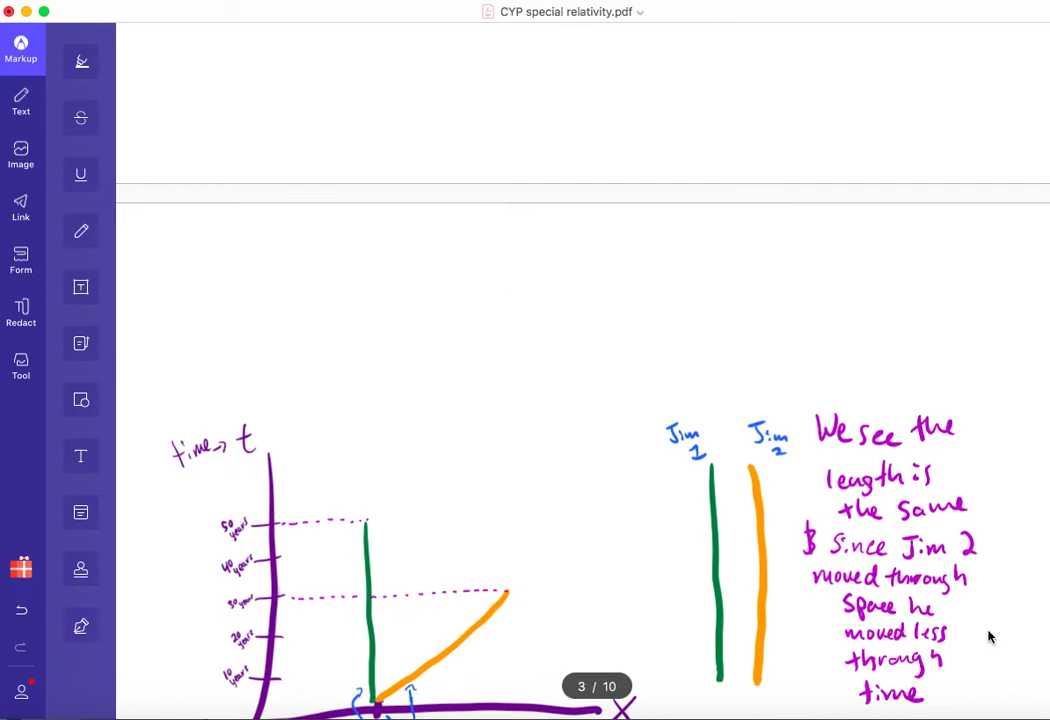 CYP special relativity.pdf
Markup
Text
Image
Link
Form
Redact
Tool
time→ t
50 years
40 years
30 years
20 years
10 years
X
Jim 1
Jim 2
We see the
length is
the same
& Since Jim 2
moved through
space he
moved less
through
time
3 / 10